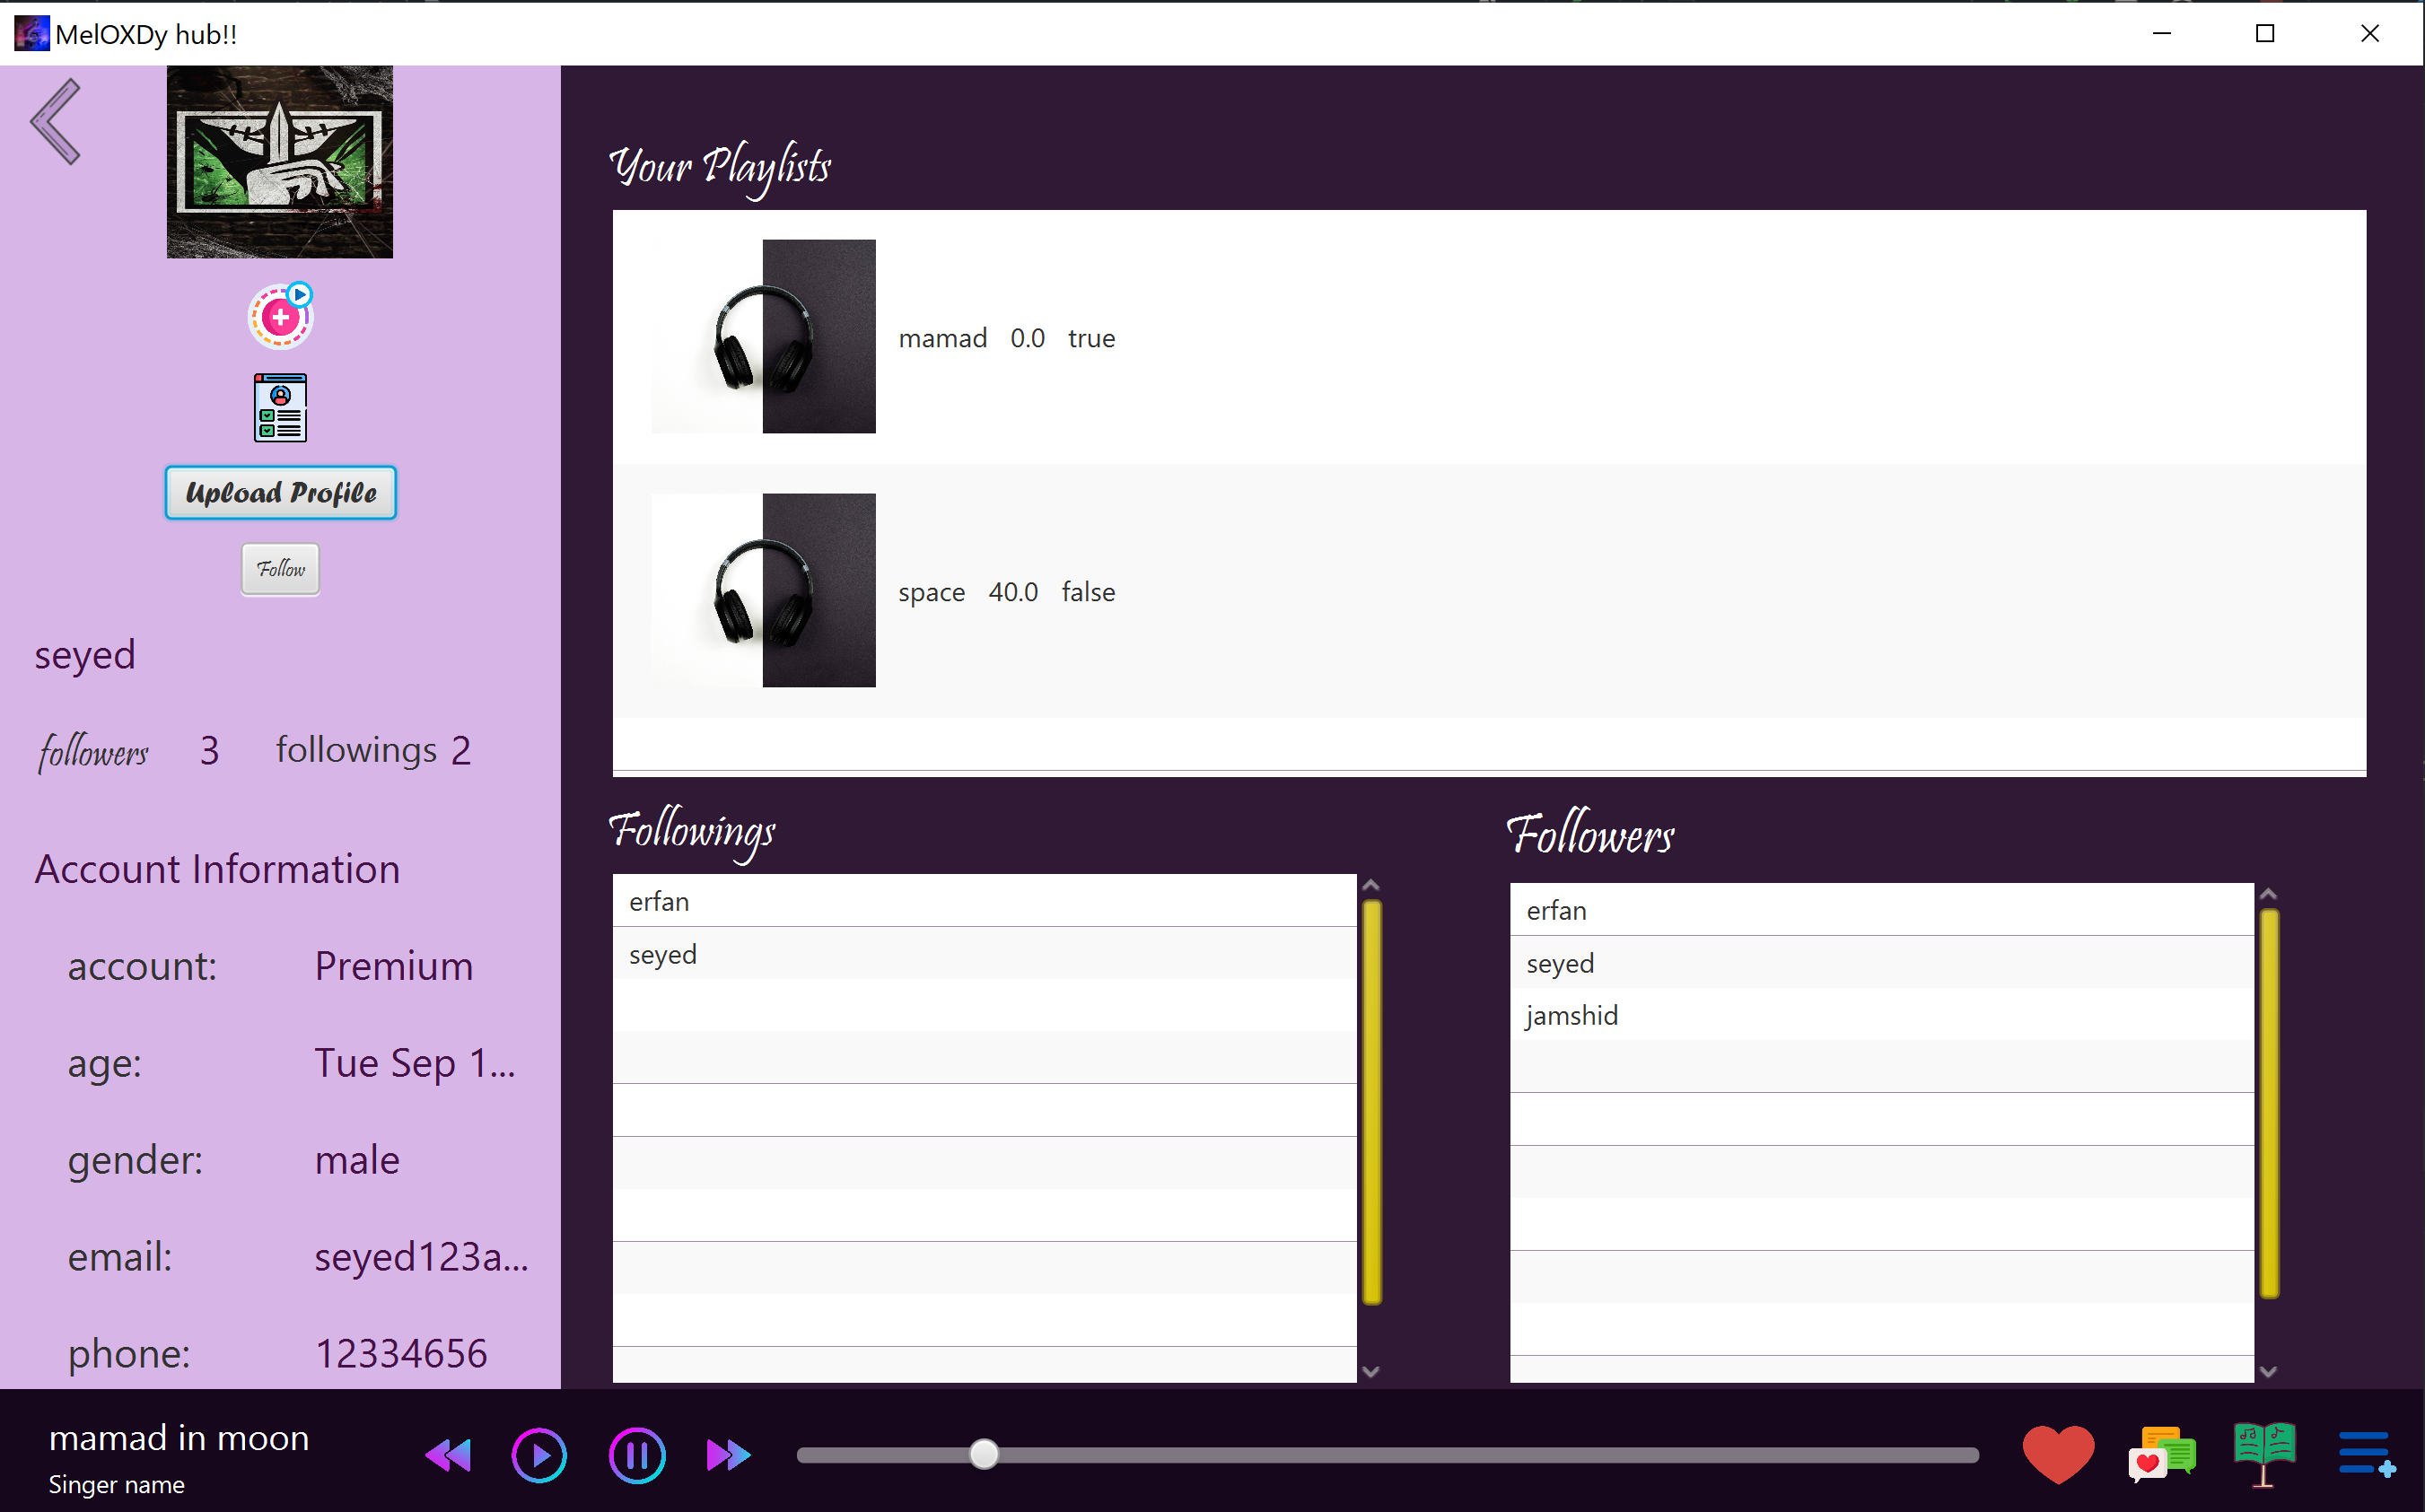 MelOXDy hub!!
Upload Profile
Follow
seyed
followers 3 followings 2
Account Information
account: Premium
age: Tue Sep 1...
gender: male
email: seyed123a...
phone: 12334656
Your Playlists
mamad 0.0 true
space 40.0 false
Followings
erfan
seyed
Followers
erfan
seyed
jamshid
mamad in moon
Singer name